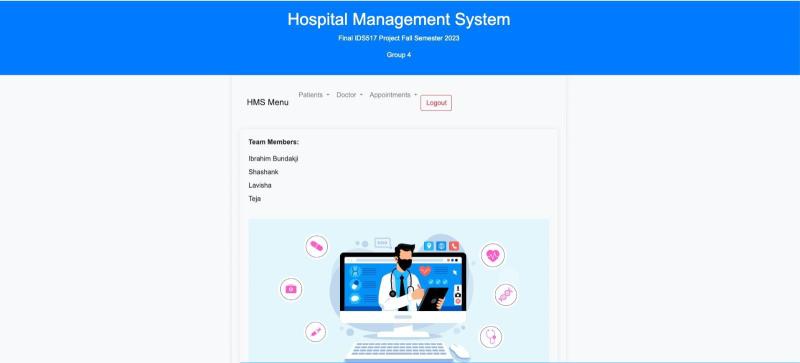 Hospital Management System
Final IDS517 Project Fall Semester 2023
Group 4
HMS Menu Patients Doctor Appointments Logout
Team Members:
Ibrahim Bundakji
Shashank
Lavisha
Teja